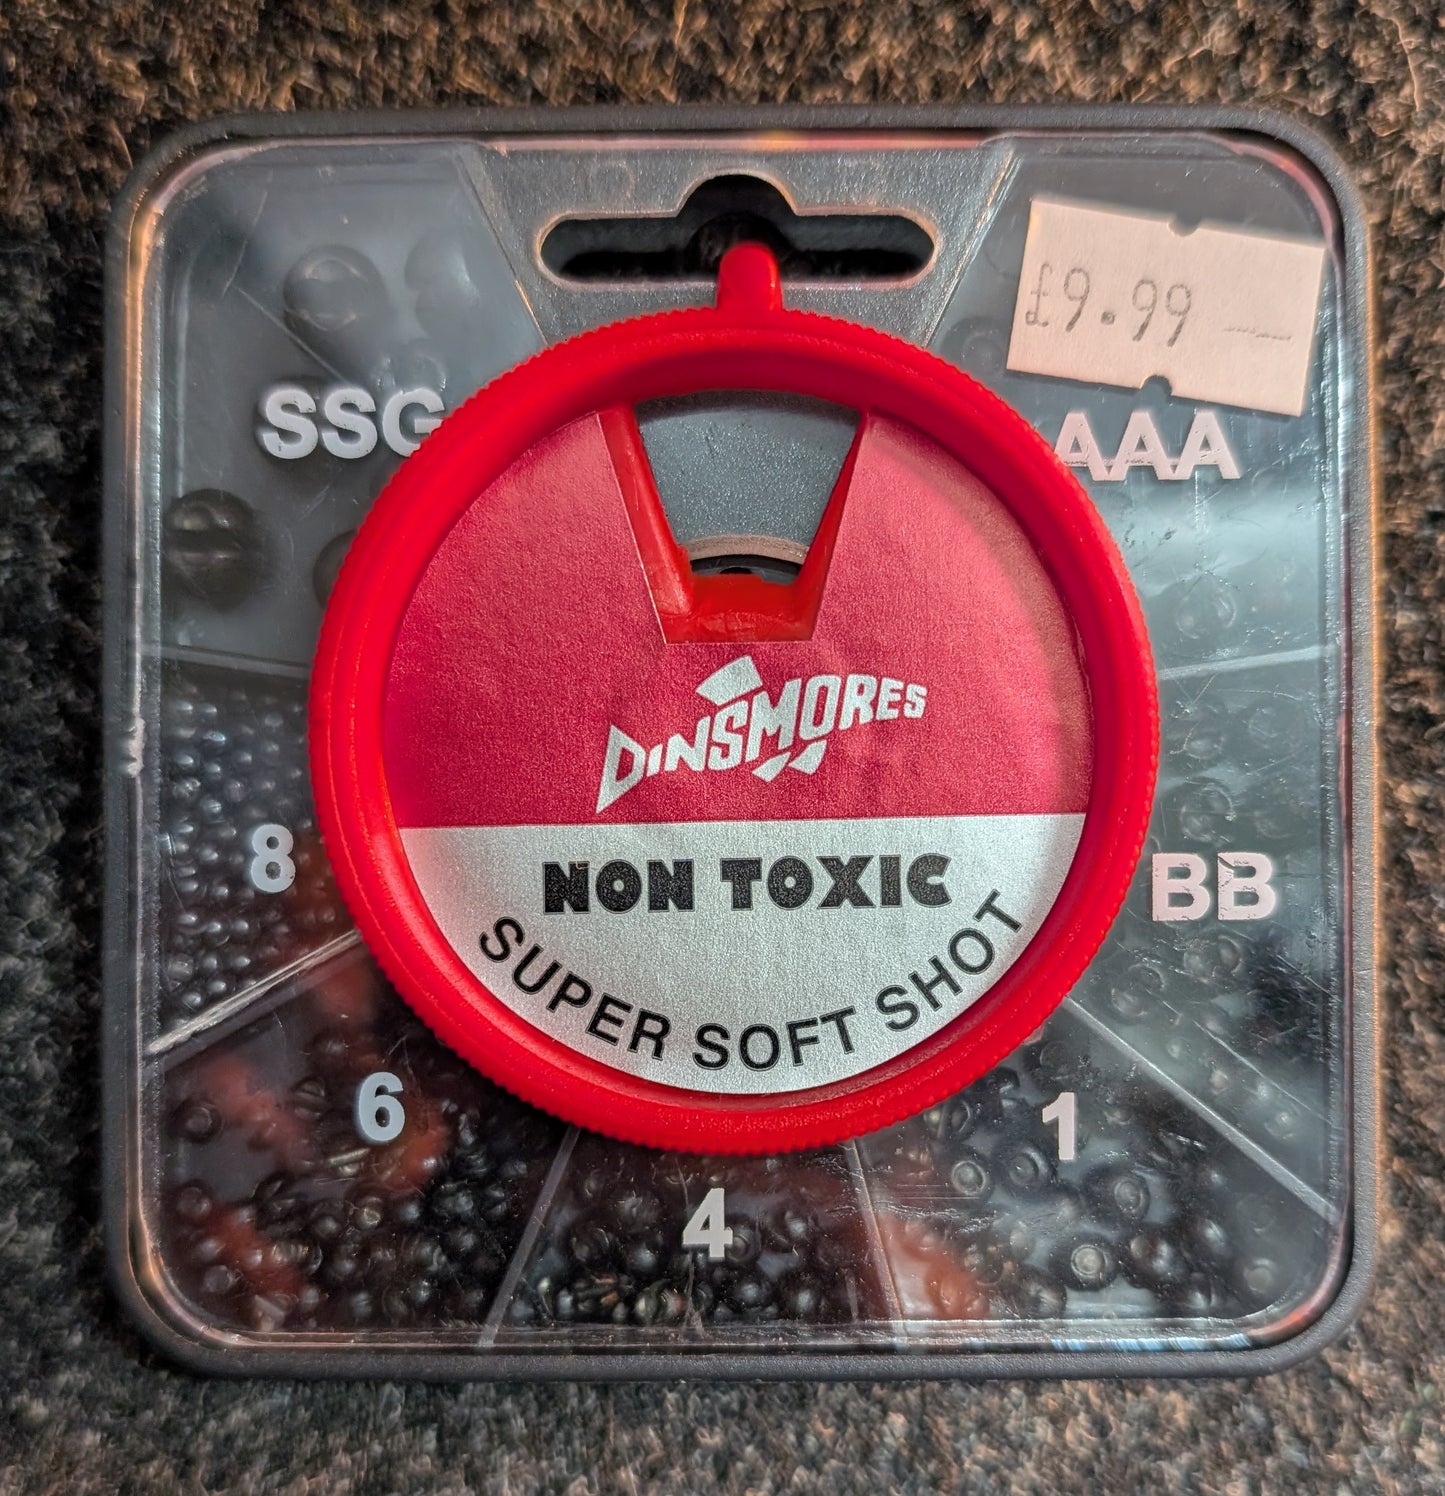 £9.99
SSG
AAA
DINSMORES
8
NON TOXIC
BB
SUPER SOFT SHOT
6
1
4